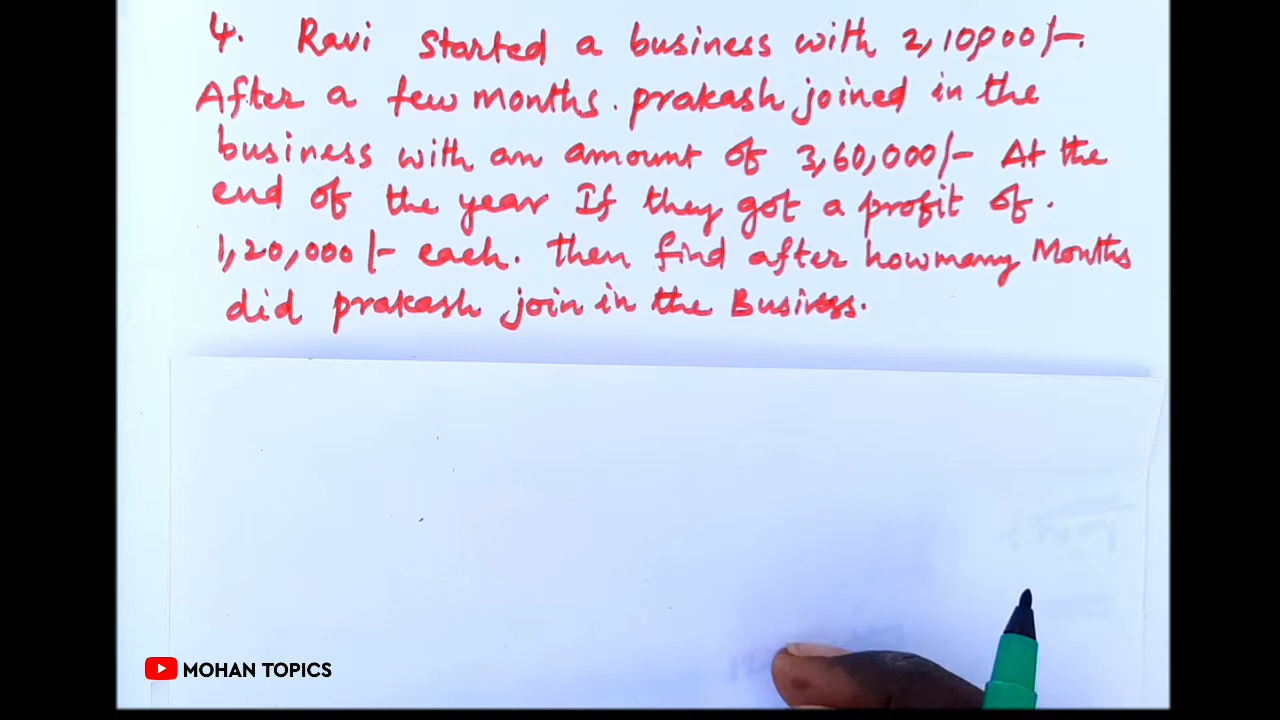 4. Ravi started a business with 2,10,000/-.
After a few months. prakash joined in the
business with an amount of 3,60,000/- At the
end of the year If they got a profit of.
1,20,000/- each. Then find after howmany Months
did prakash join in the Business.
MOHAN TOPICS